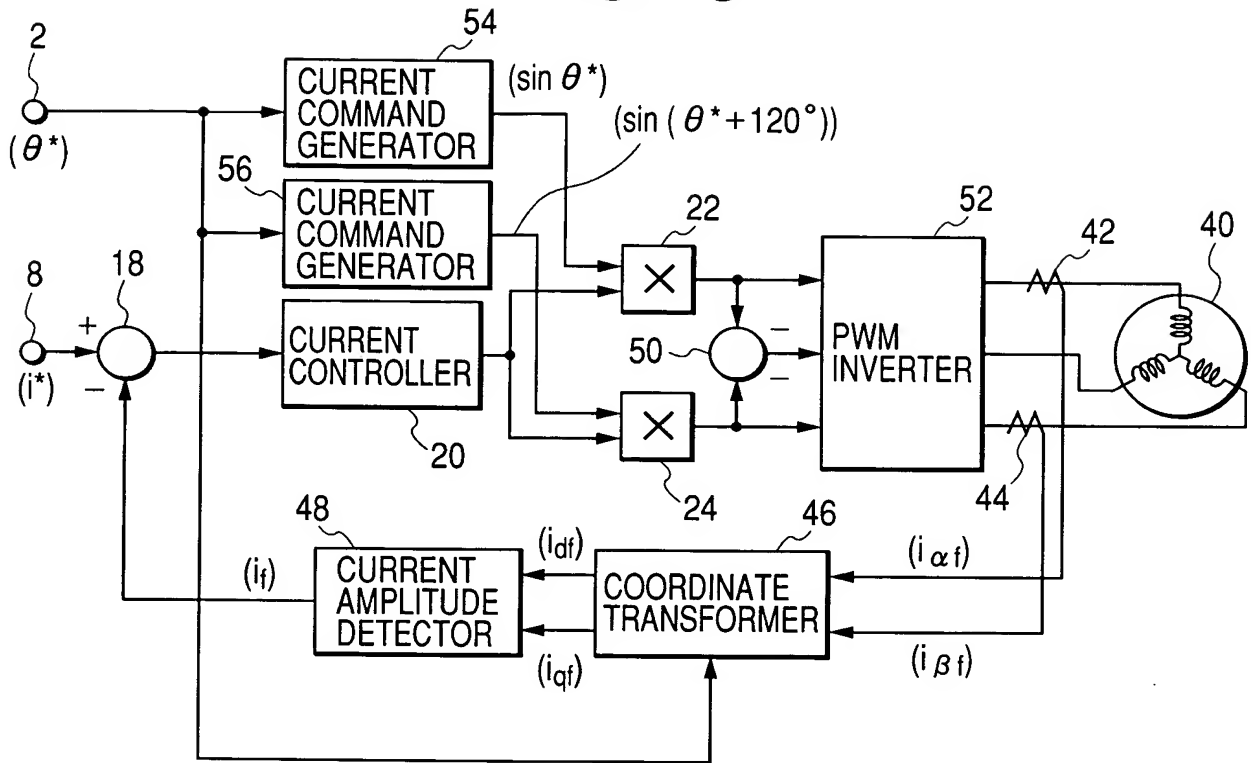 2
(θ*)
54
CURRENT
COMMAND
GENERATOR
(sin θ*)
(sin (θ*+120°))
56
CURRENT
COMMAND
GENERATOR
8
(i*)
+
−
18
CURRENT
CONTROLLER
20
22
×
50
−
−
×
24
52
PWM
INVERTER
42
40
44
48
(if)
CURRENT
AMPLITUDE
DETECTOR
(idf)
(iqf)
46
COORDINATE
TRANSFORMER
(iαf)
(iβf)